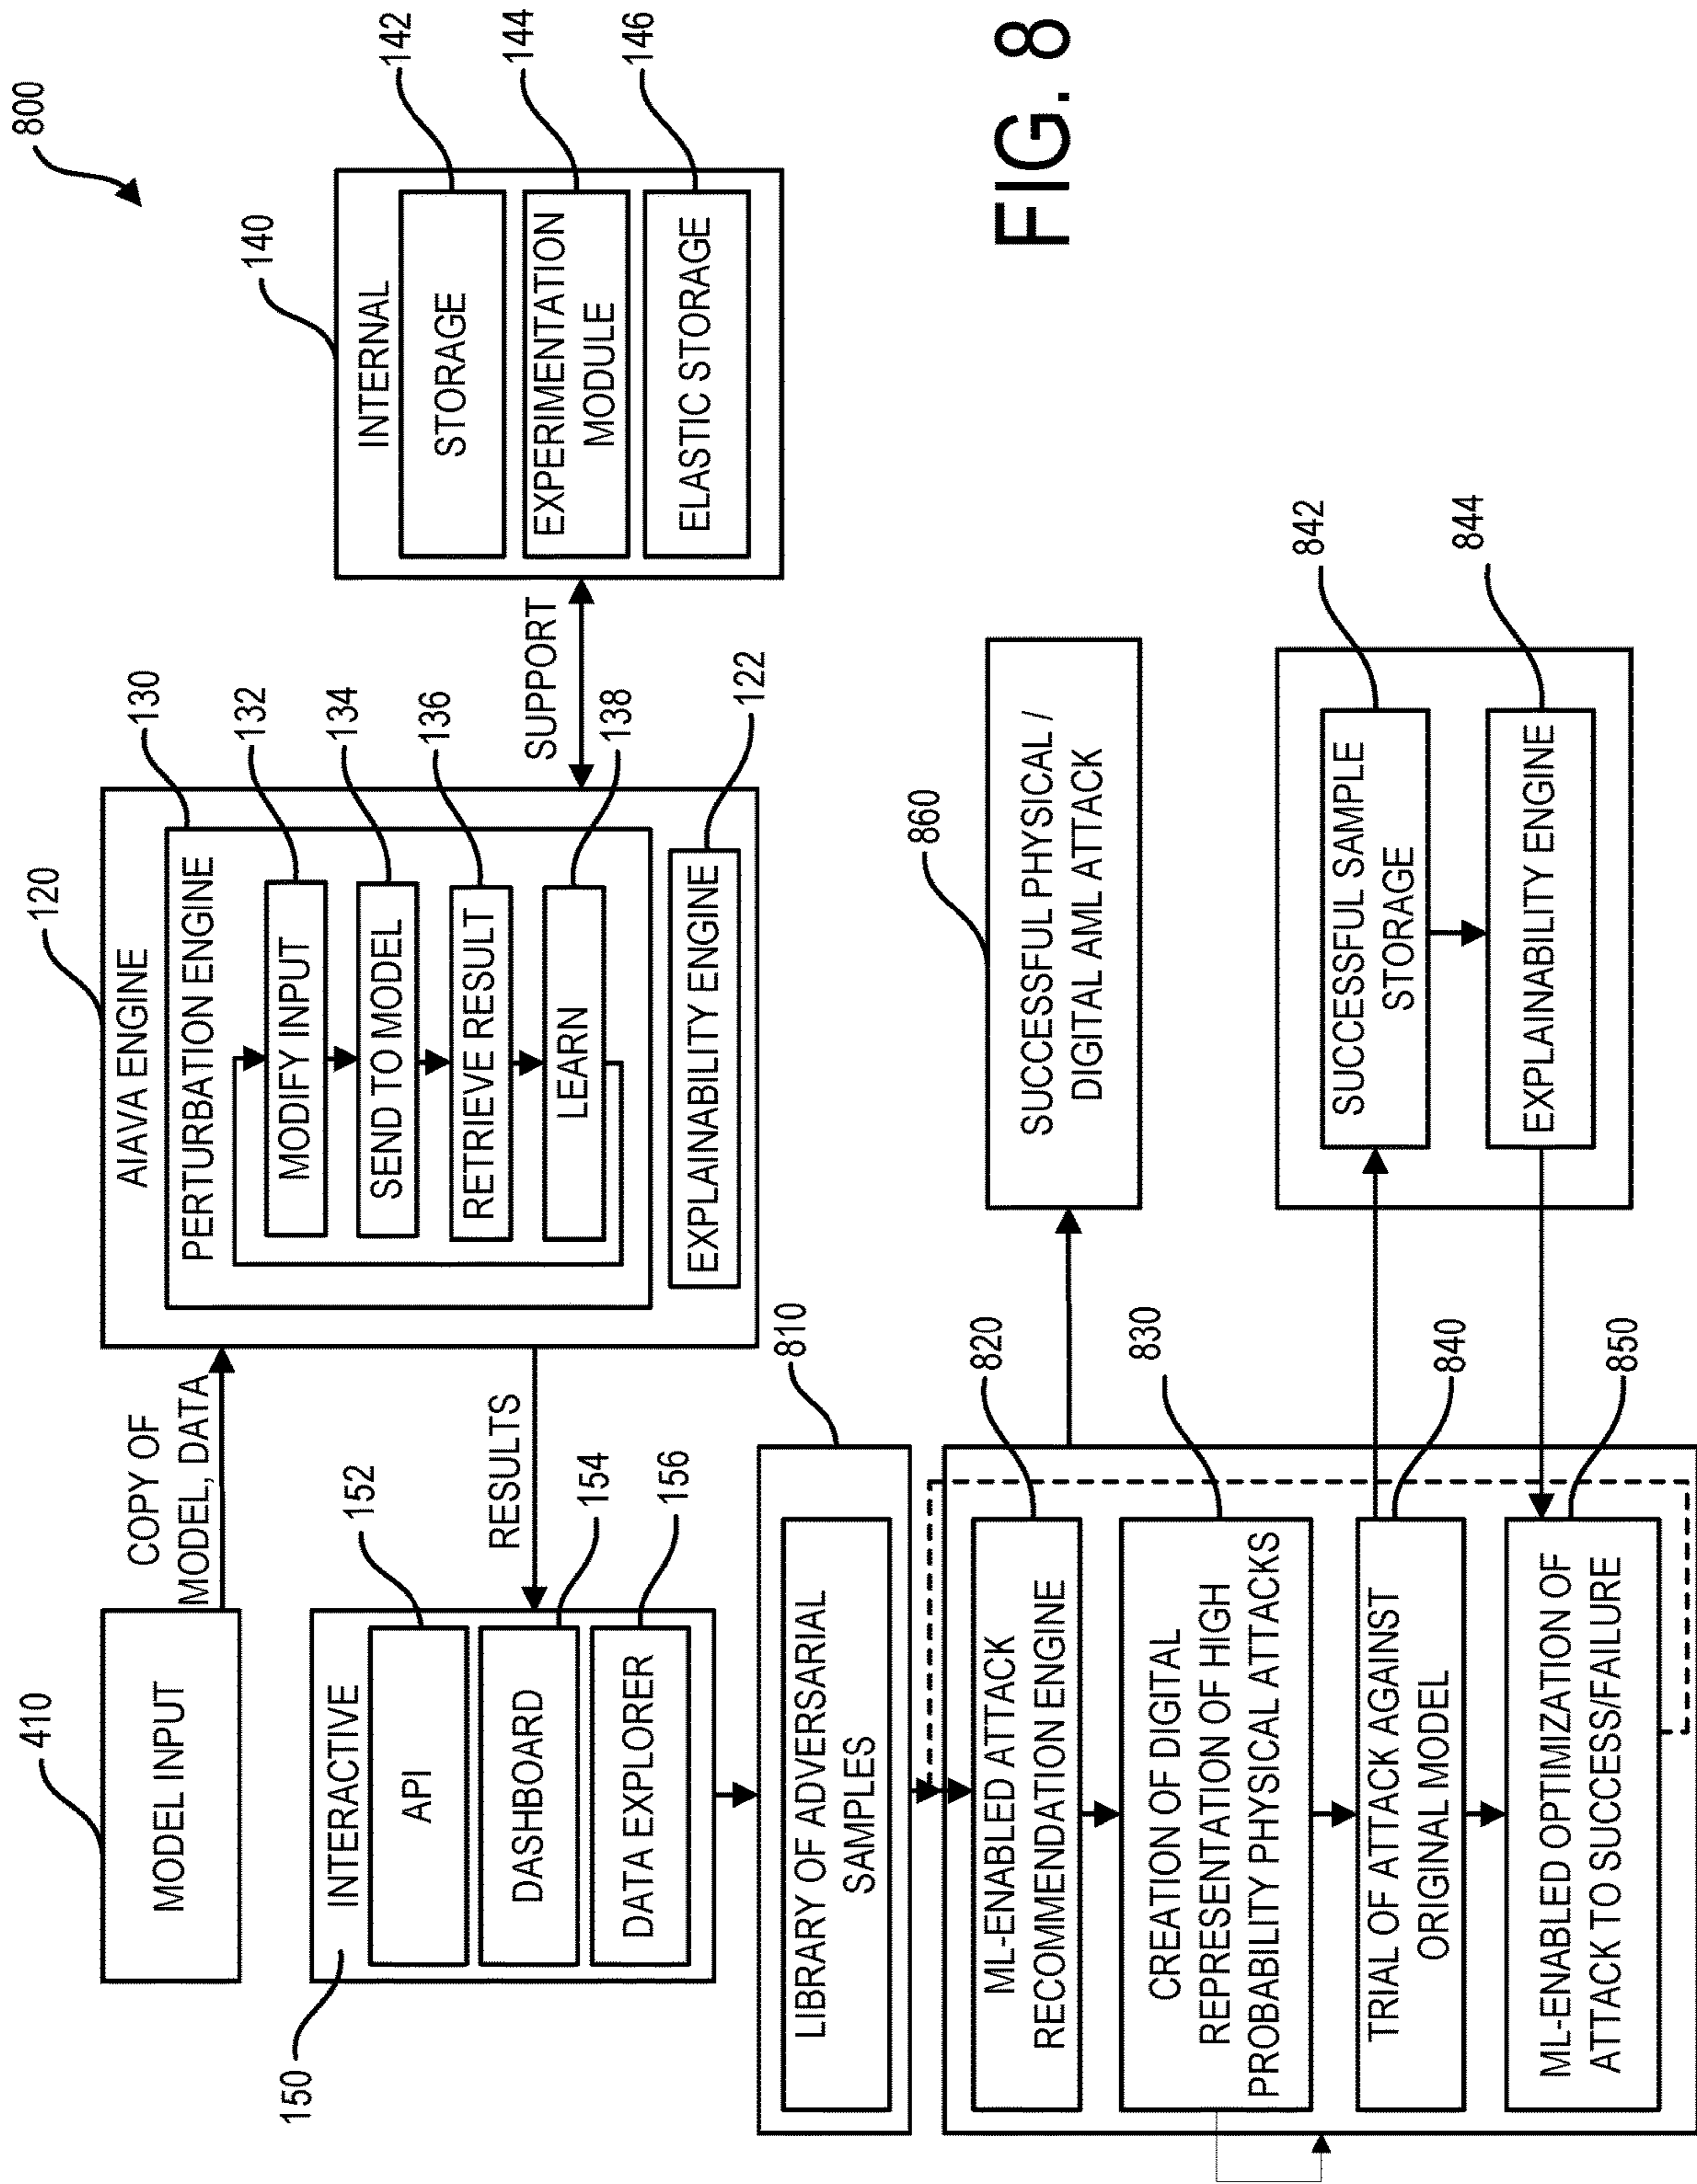 800
410
MODEL INPUT
COPY OF
MODEL, DATA
120
AIAVA ENGINE
130
PERTURBATION ENGINE
132
MODIFY INPUT
134
SEND TO MODEL
136
RETRIEVE RESULT
138
LEARN
122
EXPLAINABILITY ENGINE
SUPPORT
140
INTERNAL
142
STORAGE
144
EXPERIMENTATION
MODULE
146
ELASTIC STORAGE
RESULTS
150
INTERACTIVE
152
API
154
DASHBOARD
156
DATA EXPLORER
810
LIBRARY OF ADVERSARIAL
SAMPLES
820
ML-ENABLED ATTACK
RECOMMENDATION ENGINE
830
CREATION OF DIGITAL
REPRESENTATION OF HIGH
PROBABILITY PHYSICAL ATTACKS
840
TRIAL OF ATTACK AGAINST
ORIGINAL MODEL
850
ML-ENABLED OPTIMIZATION OF
ATTACK TO SUCCESS/FAILURE
860
SUCCESSFUL PHYSICAL /
DIGITAL AML ATTACK
842
SUCCESSFUL SAMPLE
STORAGE
844
EXPLAINABILITY ENGINE
FIG. 8